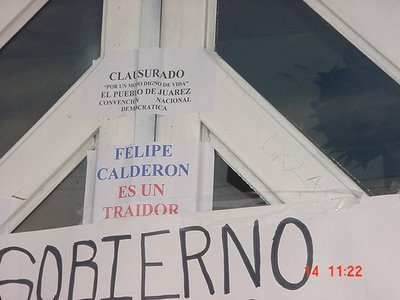 CLAUSURADO
"POR UN MODO DIGNO DE VIDA"
EL PUEBLO DE JUAREZ
CONVENCION NACIONAL
DEMOCRATICA
FELIPE
CALDERON
ES UN
TRAIDOR
GOBIERNO
14 11:22